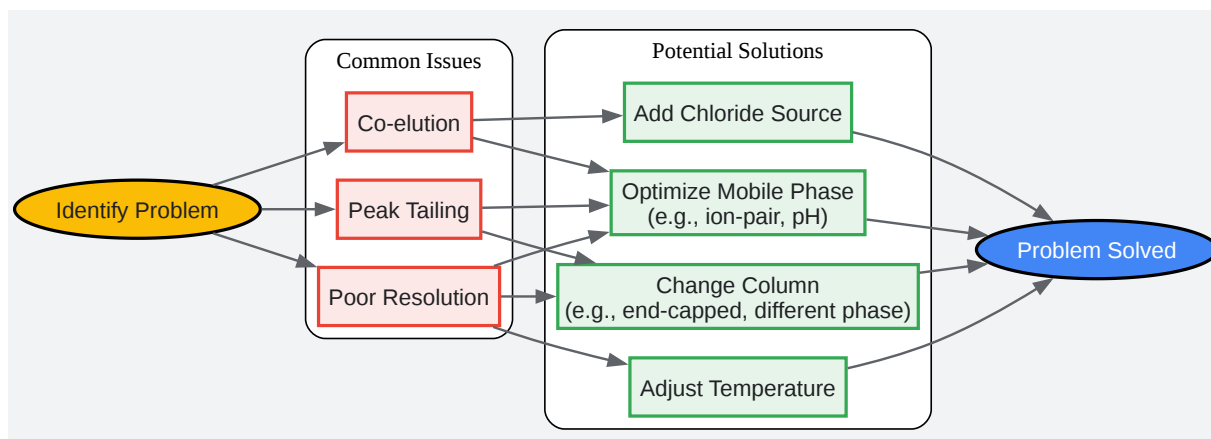 Identify Problem
Common Issues
Co-elution
Peak Tailing
Poor Resolution
Potential Solutions
Add Chloride Source
Optimize Mobile Phase
(e.g., ion-pair, pH)
Change Column
(e.g., end-capped, different phase)
Adjust Temperature
Problem Solved